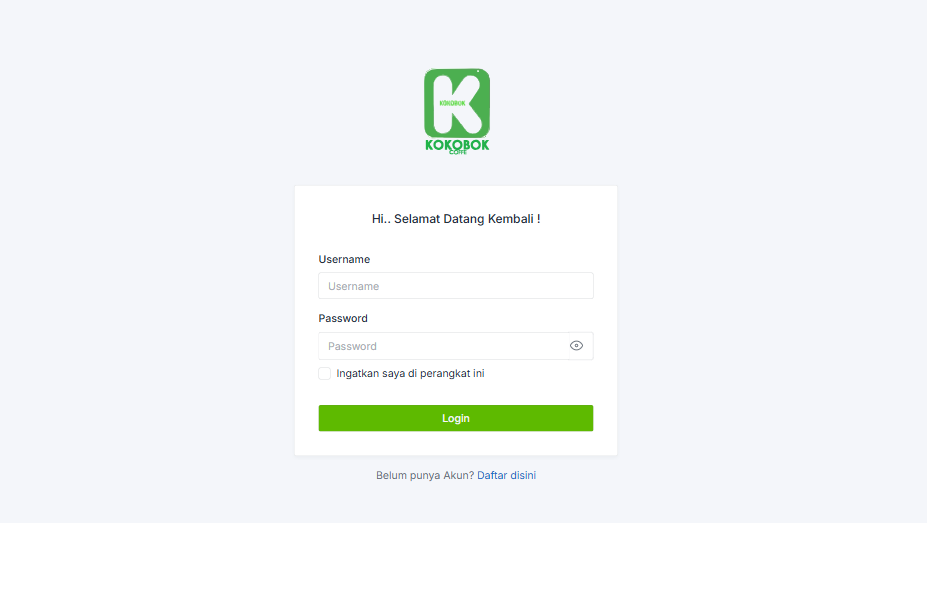 KOKOBOK
KOKOBOK
COFFE
Hi.. Selamat Datang Kembali !
Username
Username
Password
Password
Ingatkan saya di perangkat ini
Login
Belum punya Akun? Daftar disini